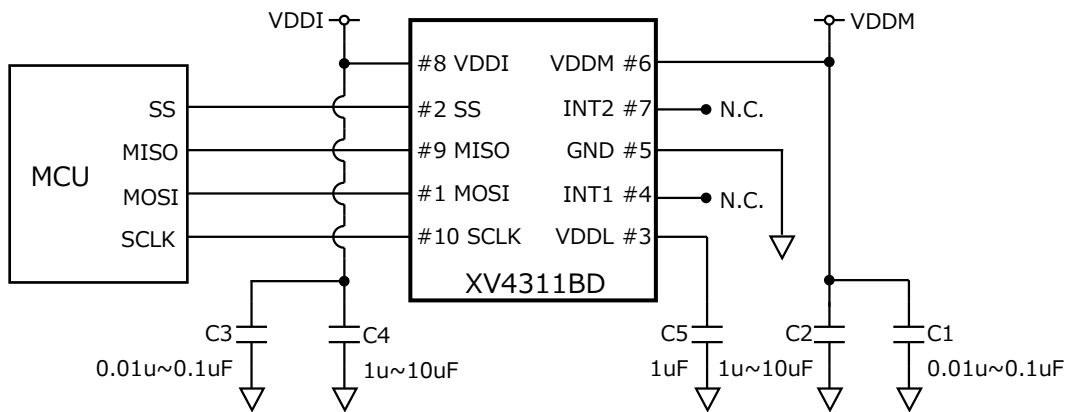 VDDI
VDDM
#8 VDDI
VDDM #6
SS
#2 SS
INT2 #7
N.C.
MISO
#9 MISO
GND #5
MCU
MOSI
#1 MOSI
INT1 #4
N.C.
SCLK
#10 SCLK
VDDL #3
XV4311BD
C3
C4
C5
C2
C1
0.01u~0.1uF
1u~10uF
1uF
1u~10uF
0.01u~0.1uF